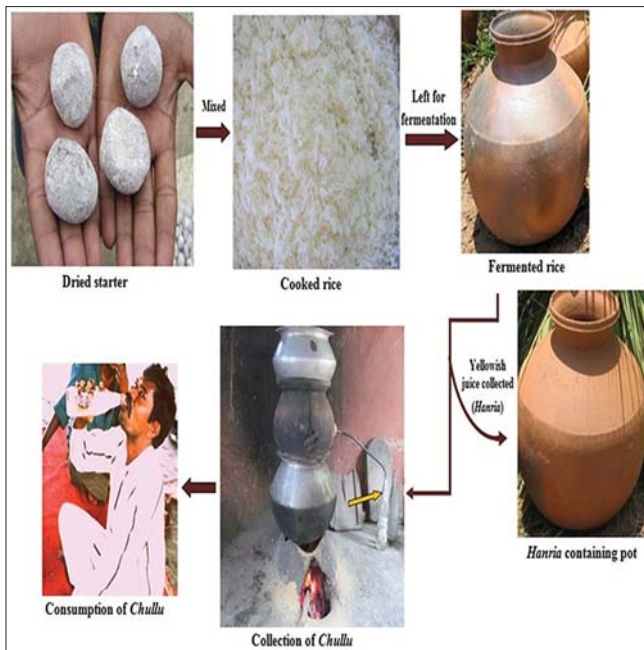 Mixed
Left for
fermentation
Dried starter
Cooked rice
Fermented rice
Yellowish
juice collected
(Hanria)
Hanria containing pot
Consumption of Chullu
Collection of Chullu